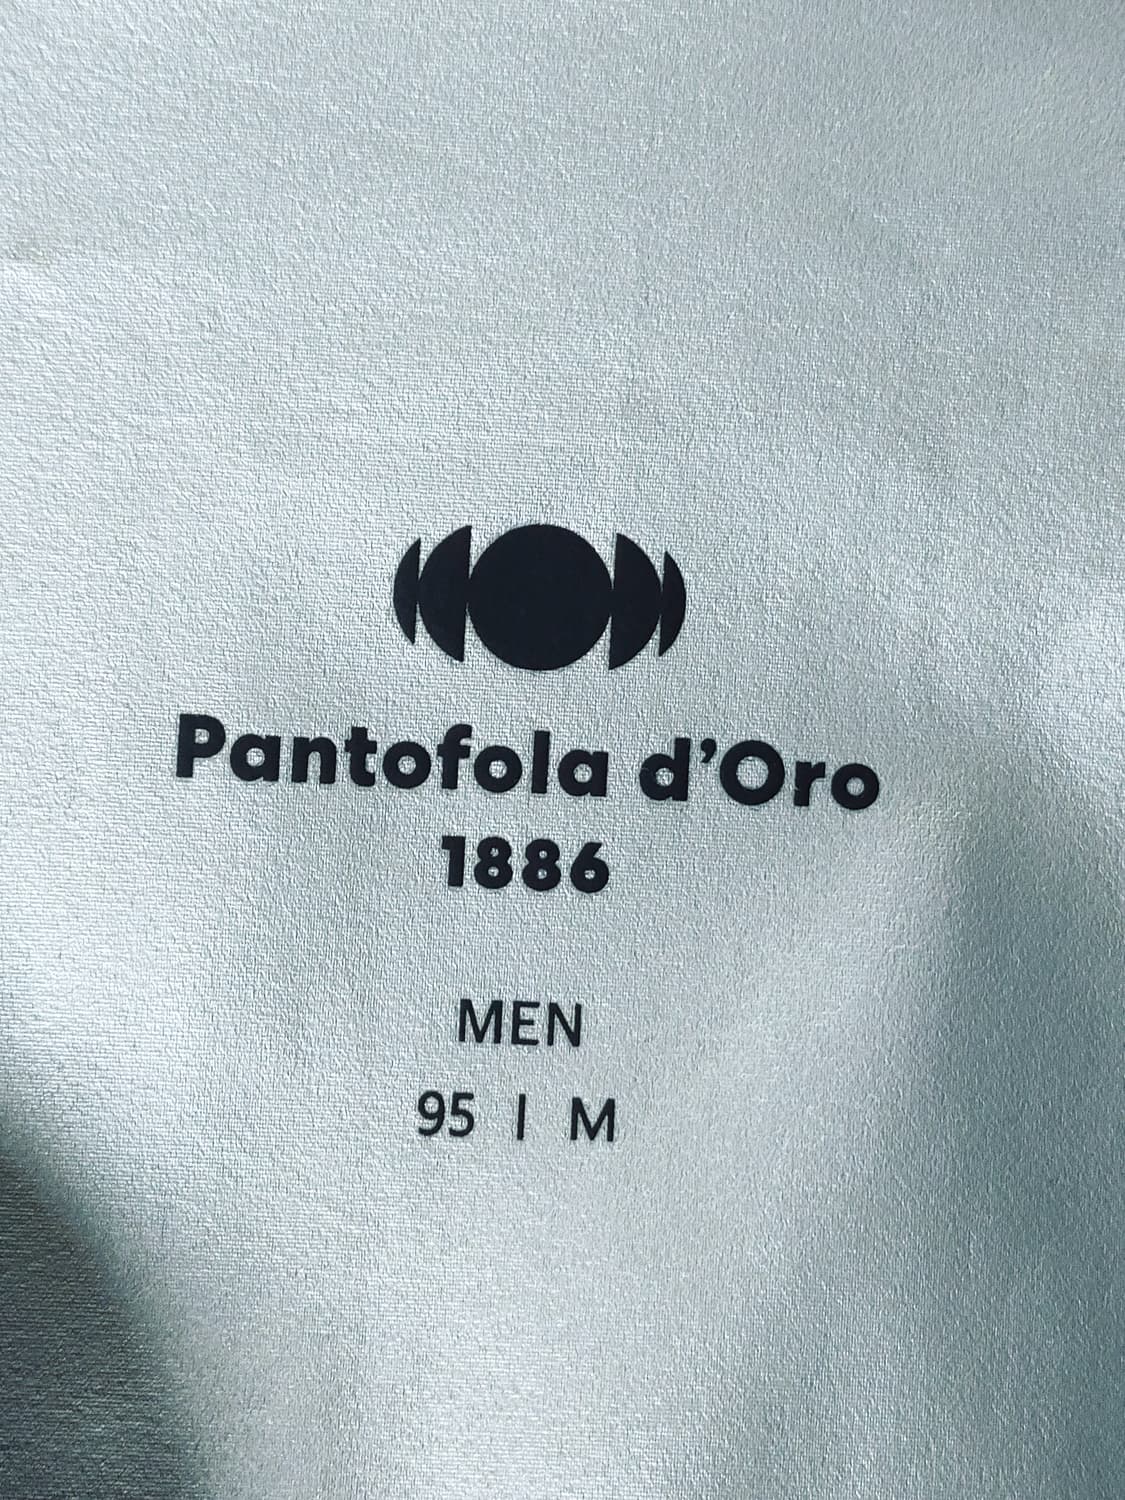 Pantofola d’Oro
1886
MEN
95 | M